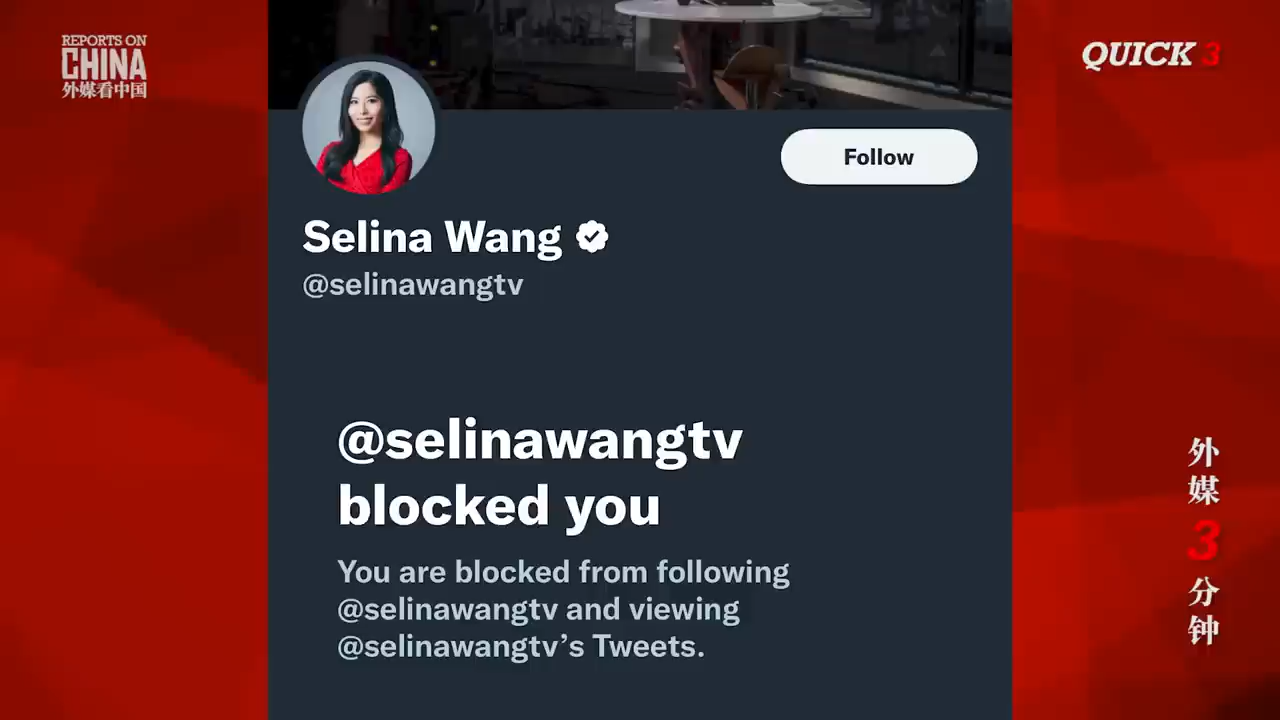 REPORTS ON
CHINA
外媒看中国
QUICK 3
Follow
Selina Wang
@selinawangtv
@selinawangtv
blocked you
You are blocked from following
@selinawangtv and viewing
@selinawangtv's Tweets.
外媒3分钟